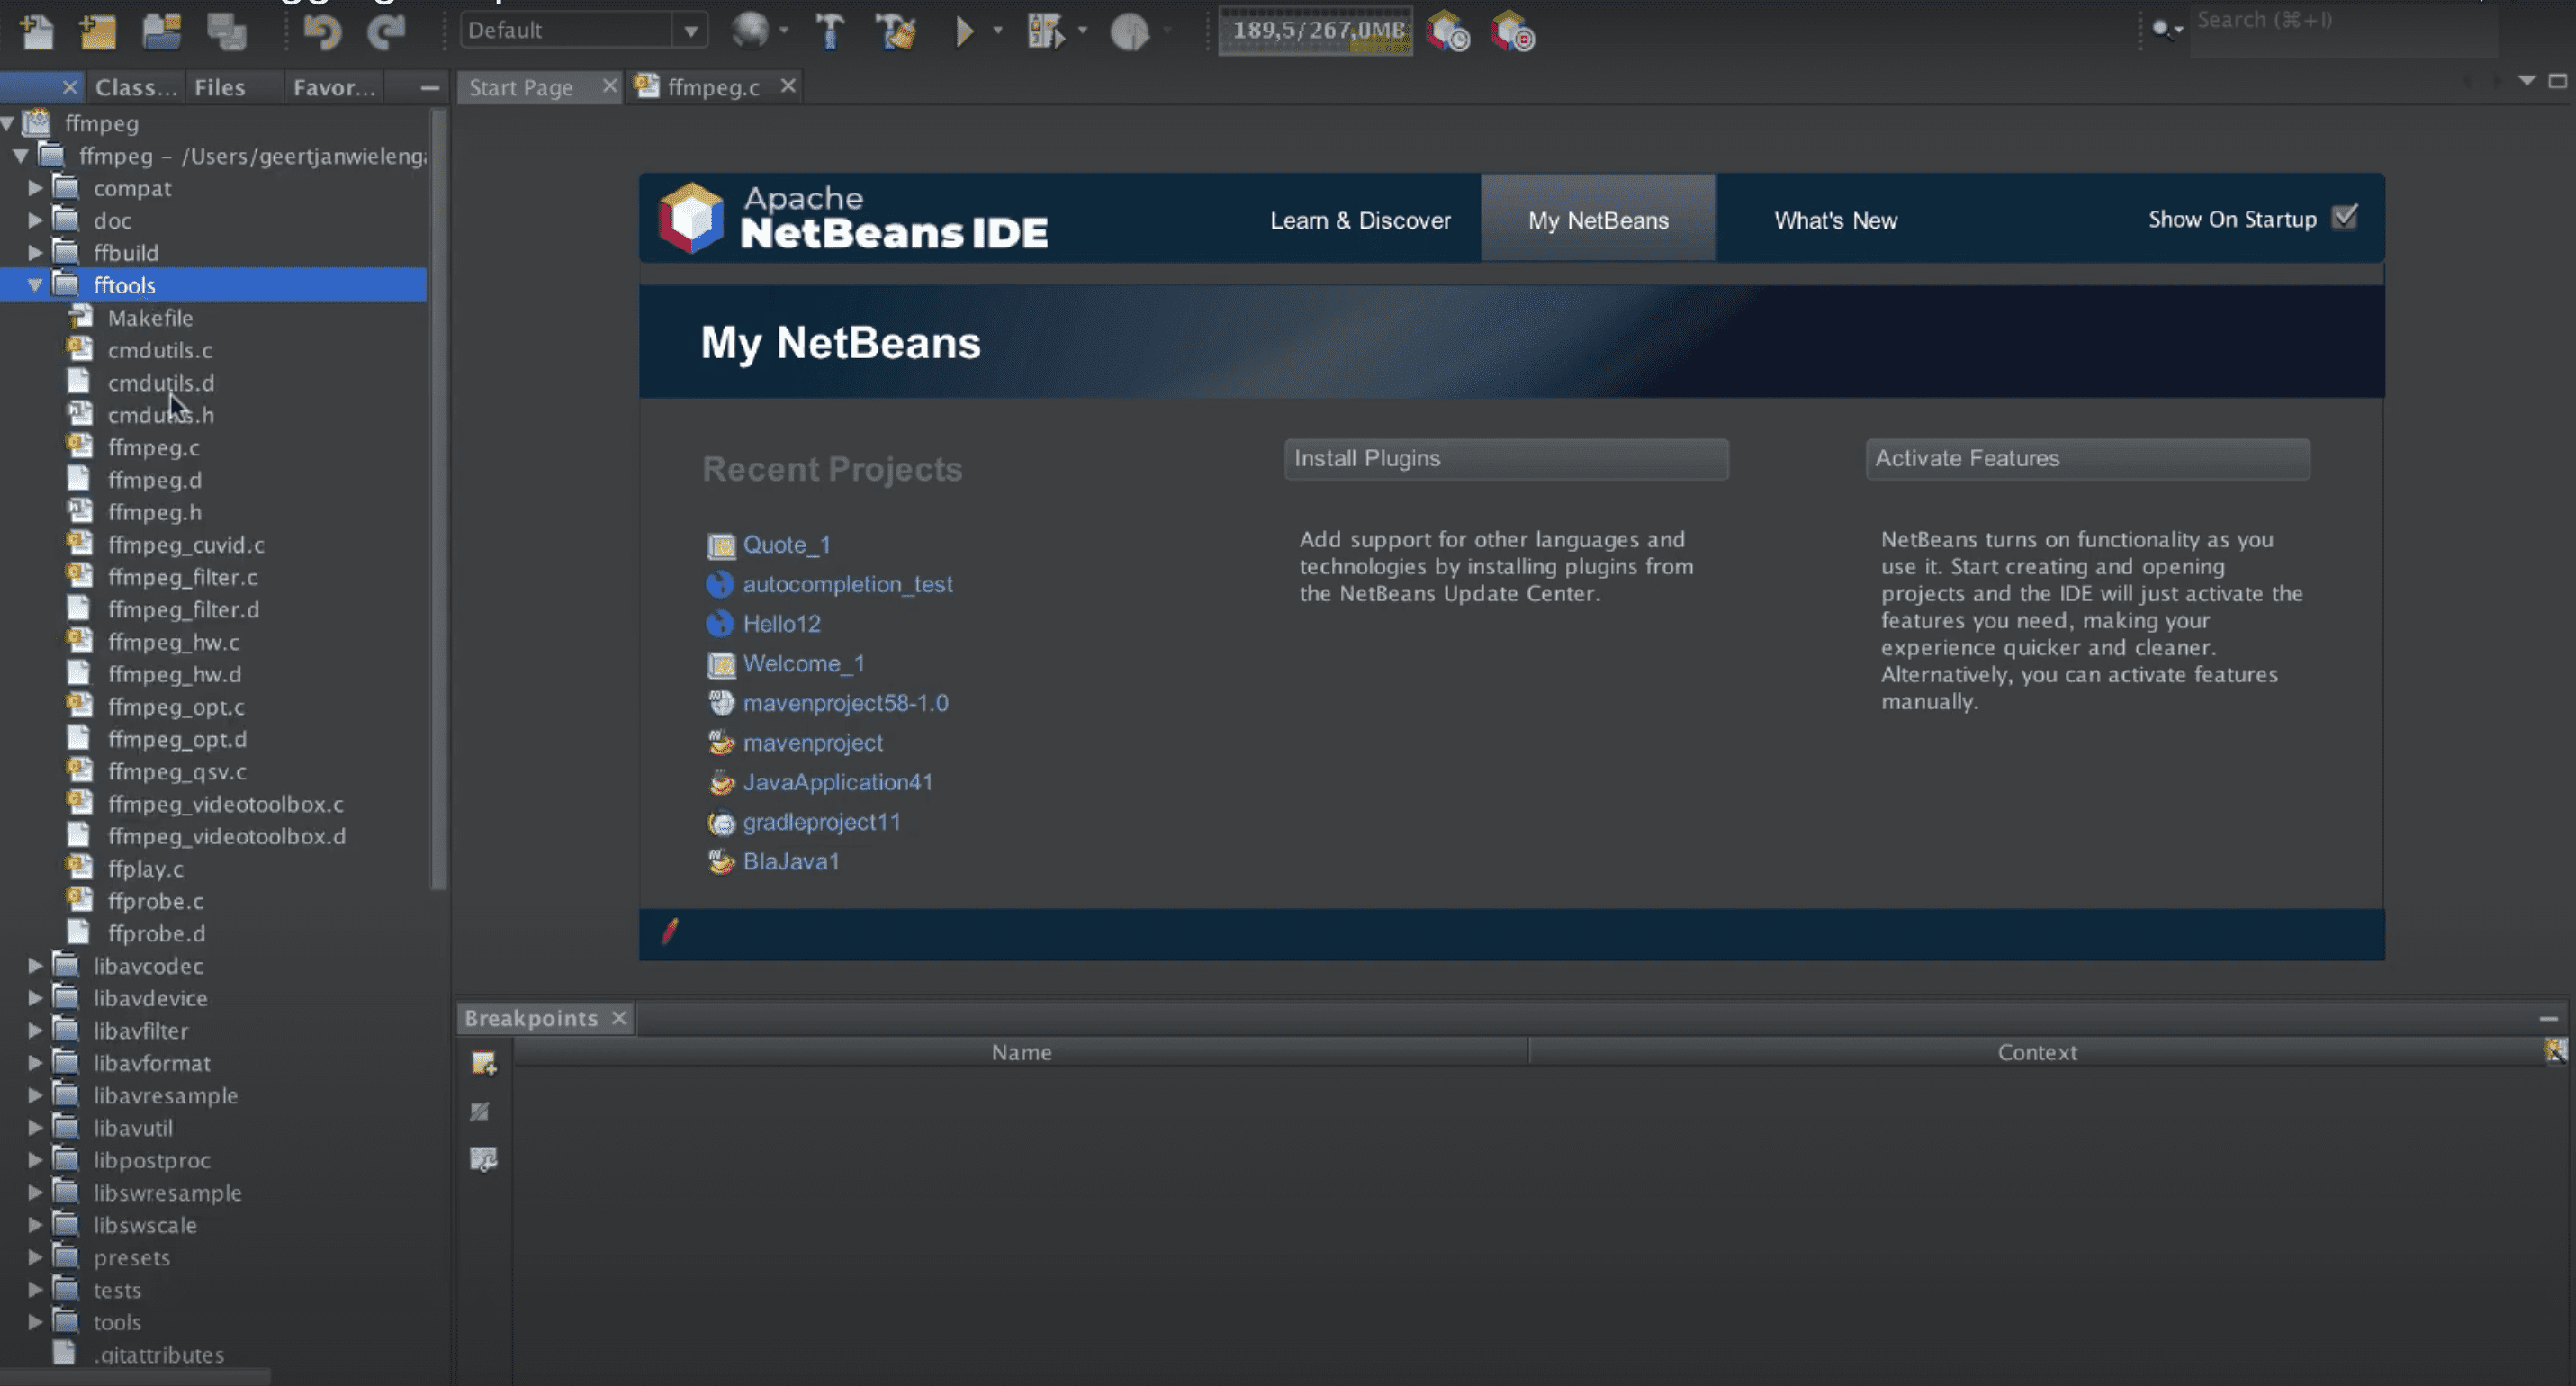 Default
189,5/267,0MB
Search (⌘+I)
Class...
Files
Favor...
Start Page
ffmpeg.c
ffmpeg
ffmpeg – /Users/geertjanwieleng
compat
doc
ffbuild
fftools
Makefile
cmdutils.c
cmdutils.d
cmdutils.h
ffmpeg.c
ffmpeg.d
ffmpeg.h
ffmpeg_cuvid.c
ffmpeg_filter.c
ffmpeg_filter.d
ffmpeg_hw.c
ffmpeg_hw.d
ffmpeg_opt.c
ffmpeg_opt.d
ffmpeg_qsv.c
ffmpeg_videotoolbox.c
ffmpeg_videotoolbox.d
ffplay.c
ffprobe.c
ffprobe.d
libavcodec
libavdevice
libavfilter
libavformat
libavresample
libavutil
libpostproc
libswresample
libswscale
presets
tests
tools
.gitattributes
Apache
NetBeans IDE
Learn & Discover
My NetBeans
What's New
Show On Startup
My NetBeans
Recent Projects
Quote_1
autocompletion_test
Hello12
Welcome_1
mavenproject58-1.0
mavenproject
JavaApplication41
gradleproject11
BlaJava1
Install Plugins
Add support for other languages and
technologies by installing plugins from
the NetBeans Update Center.
Activate Features
NetBeans turns on functionality as you
use it. Start creating and opening
projects and the IDE will just activate the
features you need, making your
experience quicker and cleaner.
Alternatively, you can activate features
manually.
Breakpoints
Name
Context